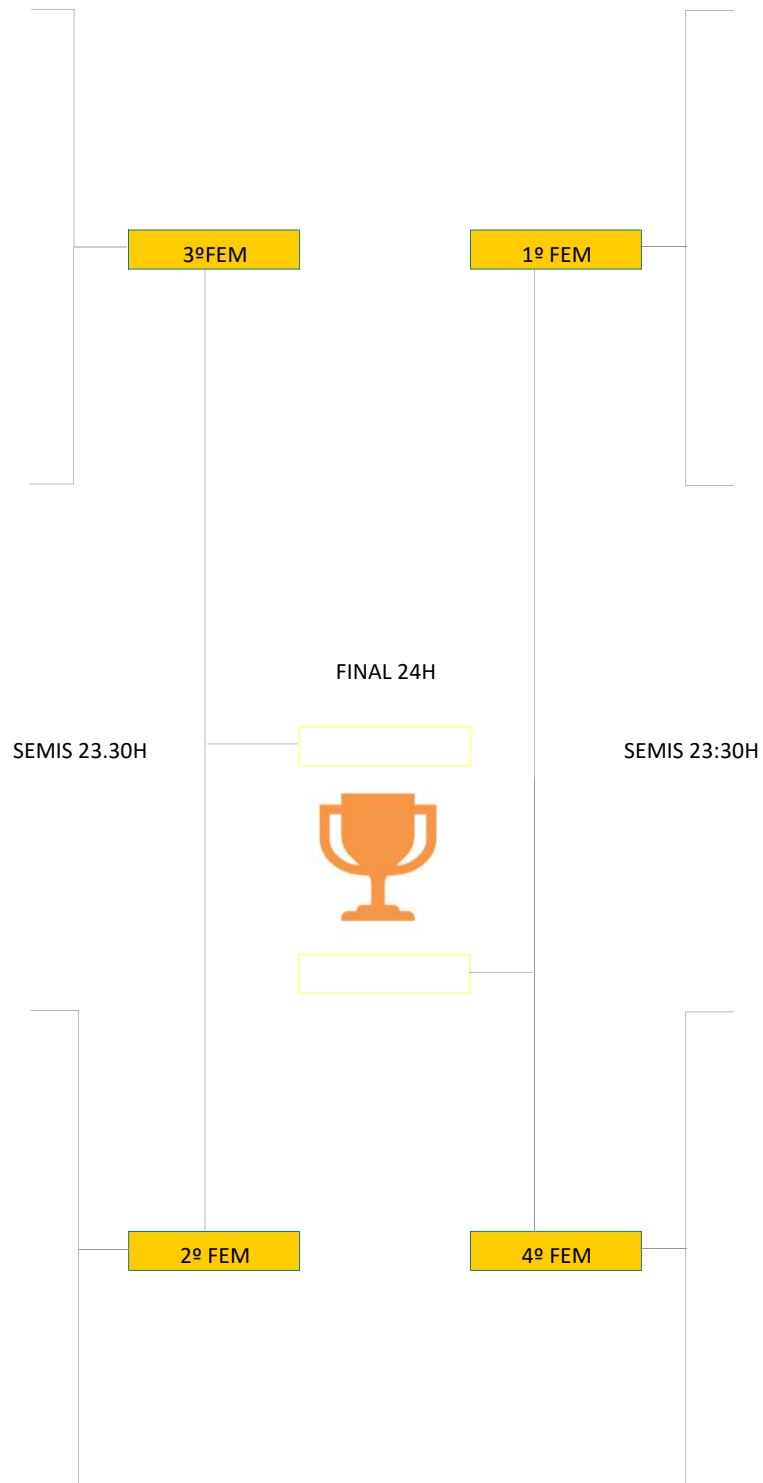 3ºFEM
1º FEM
FINAL 24H
SEMIS 23.30H
SEMIS 23:30H
2º FEM
4º FEM